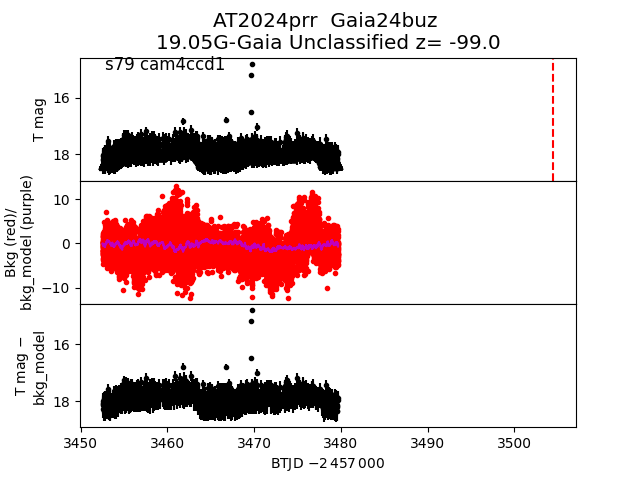 AT2024prr  Gaia24buz
19.05G-Gaia Unclassified z= -99.0
s79 cam4ccd1
T mag
16
18
Bkg (red)/
bkg_model (purple)
10
0
−10
T mag −
bkg_model
16
18
3450 3460 3470 3480 3490 3500
BTJD −2 457 000